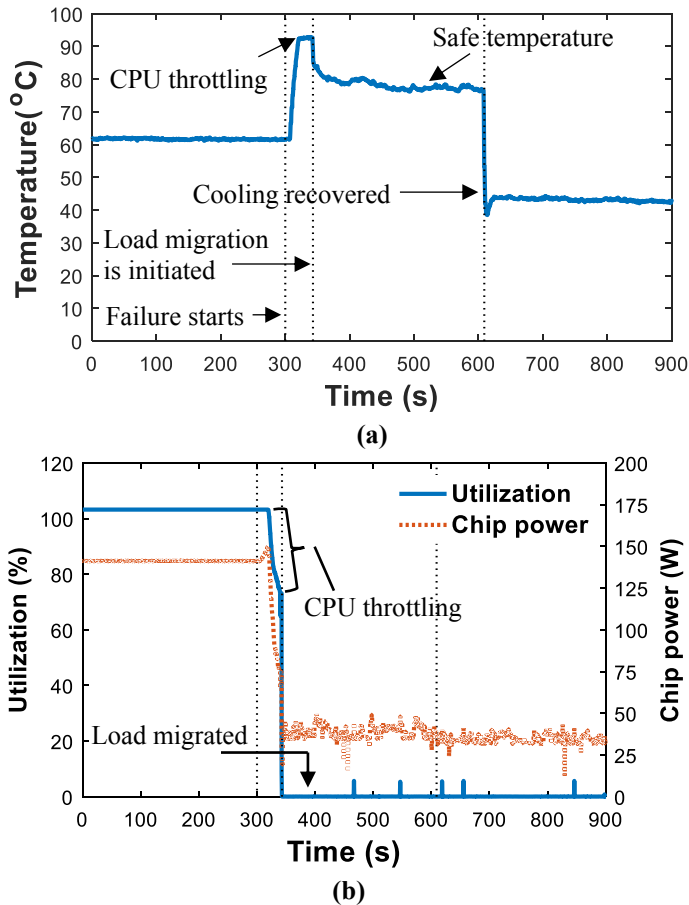 100
90
80
70
60
50
40
30
20
10
0
Temperature(°C)
CPU throttling
Safe temperature
Cooling recovered
Load migration
is initiated
Failure starts
0 100 200 300 400 500 600 700 800 900
Time (s)
(a)
120
100
80
60
40
20
0
Utilization (%)
Utilization
Chip power
CPU throttling
Load migrated
200
175
150
125
100
75
50
25
0
Chip power (W)
0 100 200 300 400 500 600 700 800 900
Time (s)
(b)